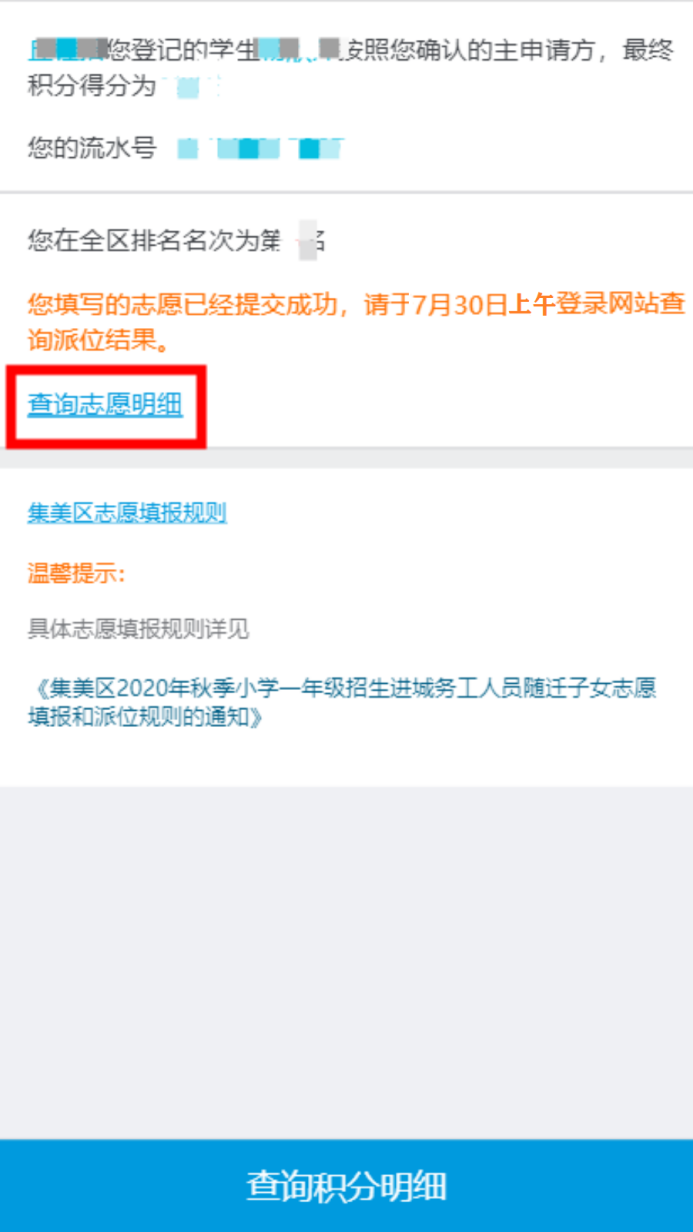 您登记的学生 按照您确认的主申请方，最终
积分得分为
您的流水号
您在全区排名名次为第 名
您填写的志愿已经提交成功，请于7月30日上午登录网站查
询派位结果。
查询志愿明细
集美区志愿填报规则
温馨提示：
具体志愿填报规则详见
《集美区2020年秋季小学一年级招生进城务工人员随迁子女志愿
填报和派位规则的通知》
查询积分明细